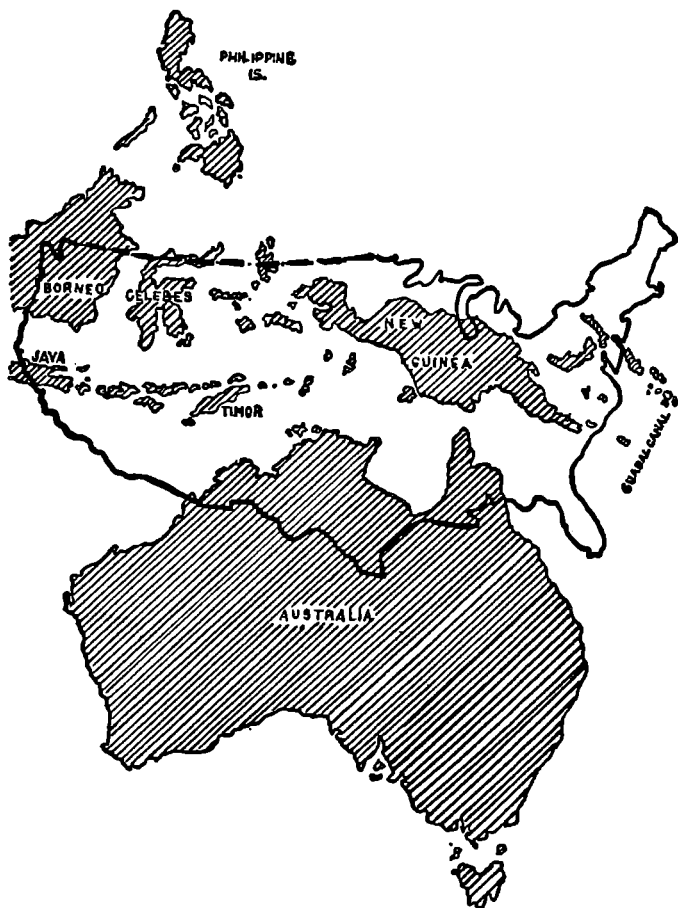 PHILIPPINE
IS.
BORNEO
CELEBES
NEW
GUINEA
JAVA
TIMOR
GUADALCANAL
AUSTRALIA